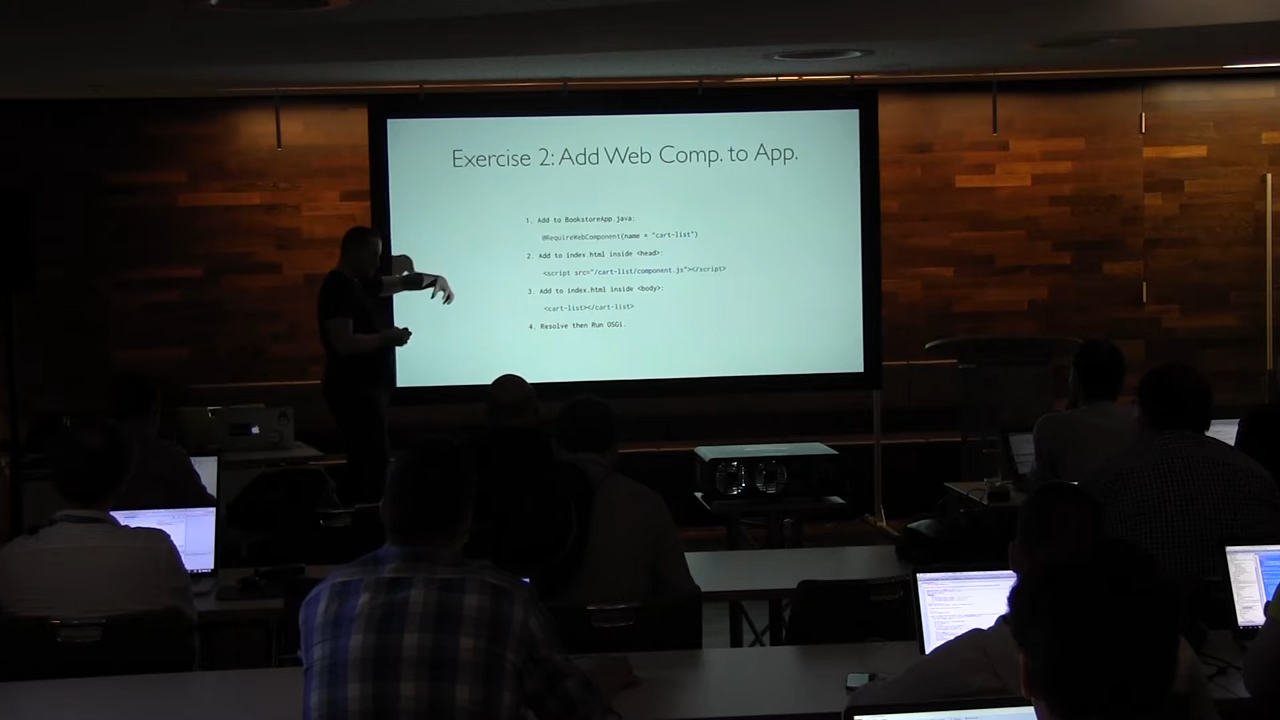 Exercise 2: Add Web Comp. to App.
1. Add to BookstoreApp.java:
@RequireWebComponent(name = "cart-list")
2. Add to index.html inside <head>:
<script src="/cart-list/component.js"></script>
3. Add to index.html inside <body>:
<cart-list></cart-list>
4. Resolve then Run OSGi.